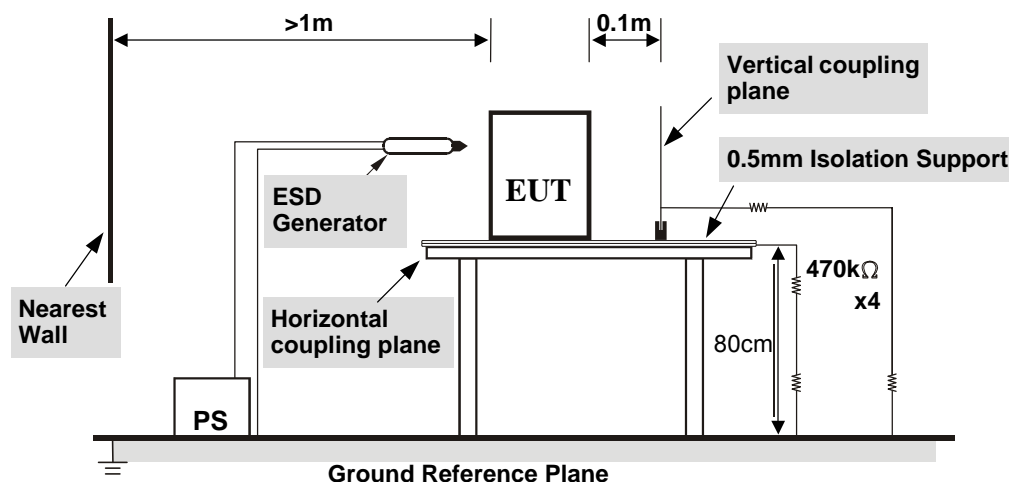 >1m
0.1m
Vertical coupling
plane
0.5mm Isolation Support
ESD
Generator
EUT
Nearest
Wall
Horizontal
coupling plane
470kΩ
x4
80cm
PS
Ground Reference Plane